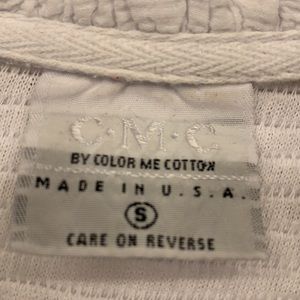 C·M·C
BY COLOR ME COTTON
MADE IN U.S.A.
S
CARE ON REVERSE